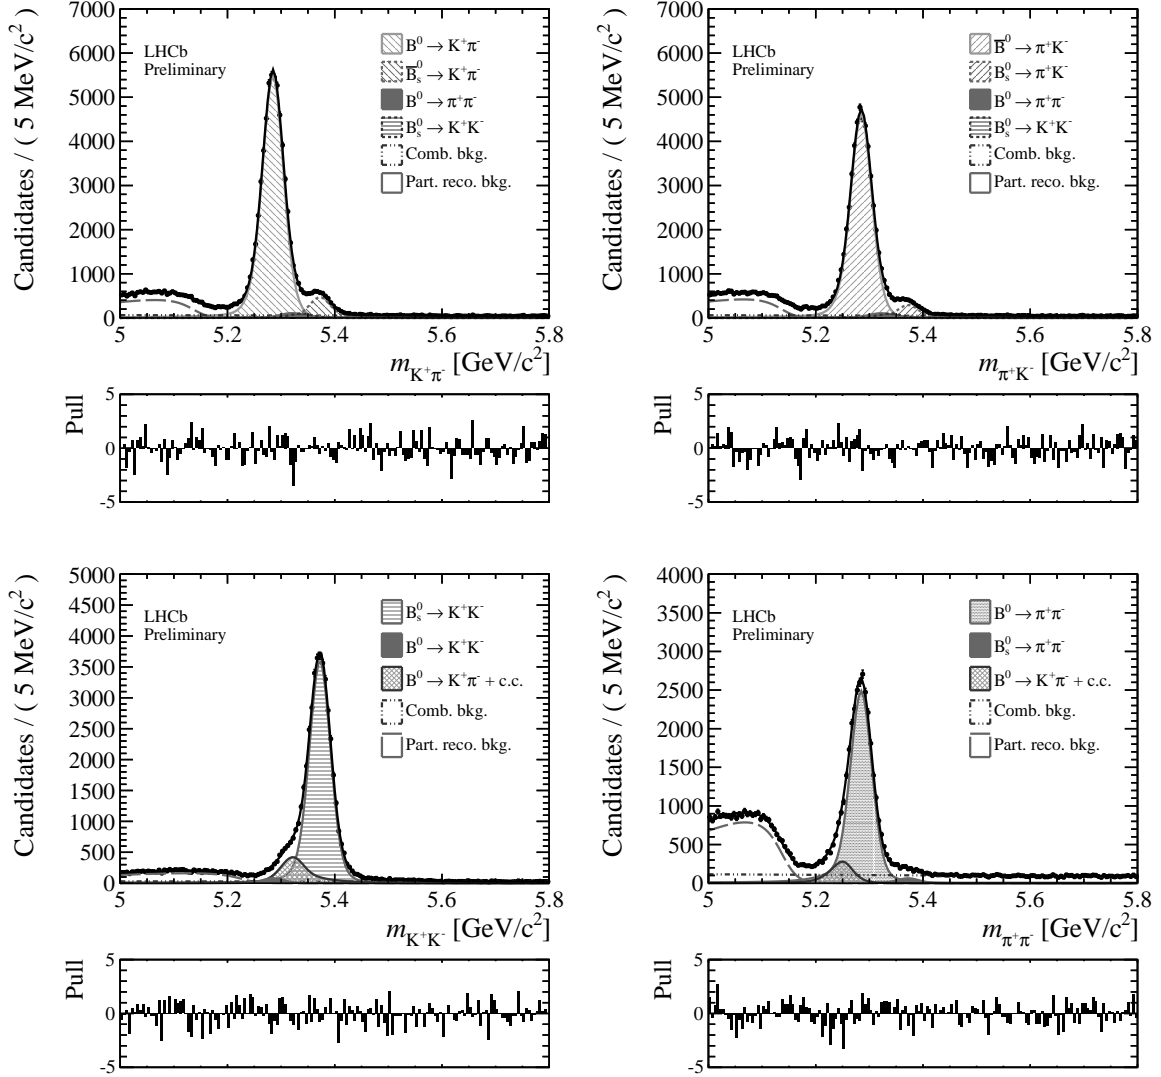 Candidates / ( 5 MeV/c²)
7000
6000
5000
4000
3000
2000
1000
0
LHCb
Preliminary
B⁰ → K⁺π⁻
B̅⁰ₛ → K⁺π⁻
B⁰ → π⁺π⁻
B⁰ₛ → K⁺K⁻
Comb. bkg.
Part. reco. bkg.
5 5.2 5.4 5.6 5.8
m K⁺π⁻ [GeV/c²]
Pull
5
0
-5
Candidates / ( 5 MeV/c² )
7000
6000
5000
4000
3000
2000
1000
0
LHCb
Preliminary
B̅⁰ → π⁺K⁻
B⁰ₛ → π⁺K⁻
B⁰ → π⁺π⁻
B⁰ₛ → K⁺K⁻
Comb. bkg.
Part. reco. bkg.
5 5.2 5.4 5.6 5.8
m π⁺K⁻ [GeV/c²]
Pull
5
0
-5
Candidates / ( 5 MeV/c² )
5000
4500
4000
3500
3000
2500
2000
1500
1000
500
0
LHCb
Preliminary
B⁰ₛ → K⁺K⁻
B⁰ → K⁺K⁻
B⁰ → K⁺π⁻ + c.c.
Comb. bkg.
Part. reco. bkg.
5 5.2 5.4 5.6 5.8
m K⁺K⁻ [GeV/c²]
Pull
5
0
-5
Candidates / ( 5 MeV/c² )
4000
3500
3000
2500
2000
1500
1000
500
0
LHCb
Preliminary
B⁰ → π⁺π⁻
B⁰ₛ → π⁺π⁻
B⁰ → K⁺π⁻ + c.c.
Comb. bkg.
Part. reco. bkg.
5 5.2 5.4 5.6 5.8
m π⁺π⁻ [GeV/c²]
Pull
5
0
-5